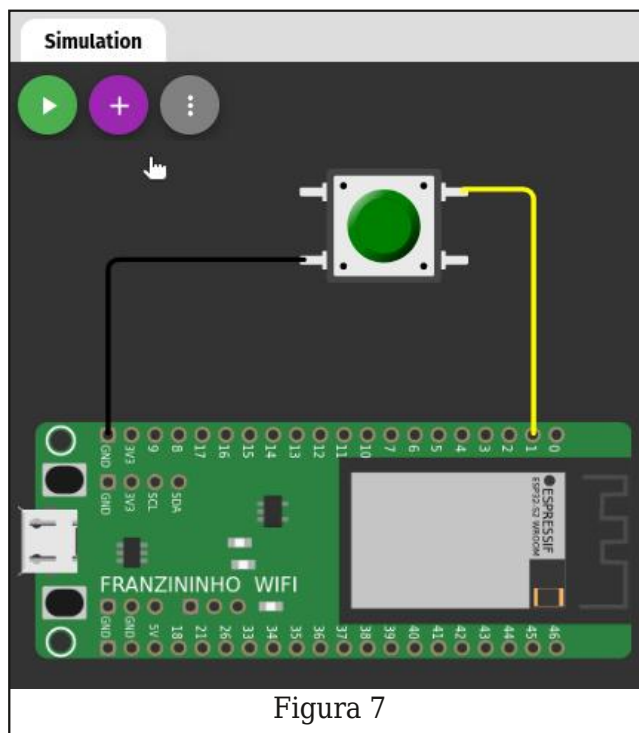 Simulation
GND 3V3 9 8 17 16 15 14 13 12 11 10 7 6 5 4 3 2 1 0
GND 3V3 SCL SDA
ESPRESSIF
ESP32-S2 WROOM
FRANZININHO WIFI
GND GND 5V 18 21 26 33 34 35 36 37 38 39 40 41 42 43 44 45 46
Figura 7